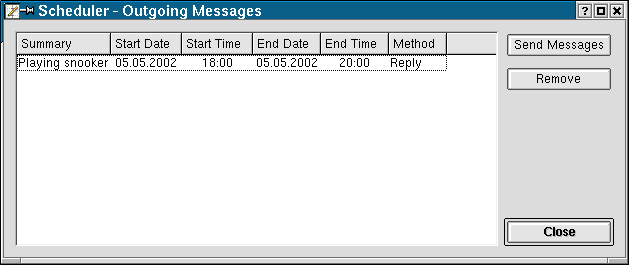 Scheduler - Outgoing Messages
Summary Start Date Start Time End Date End Time Method
Playing snooker 05.05.2002 18:00 05.05.2002 20:00 Reply
Send Messages
Remove
Close